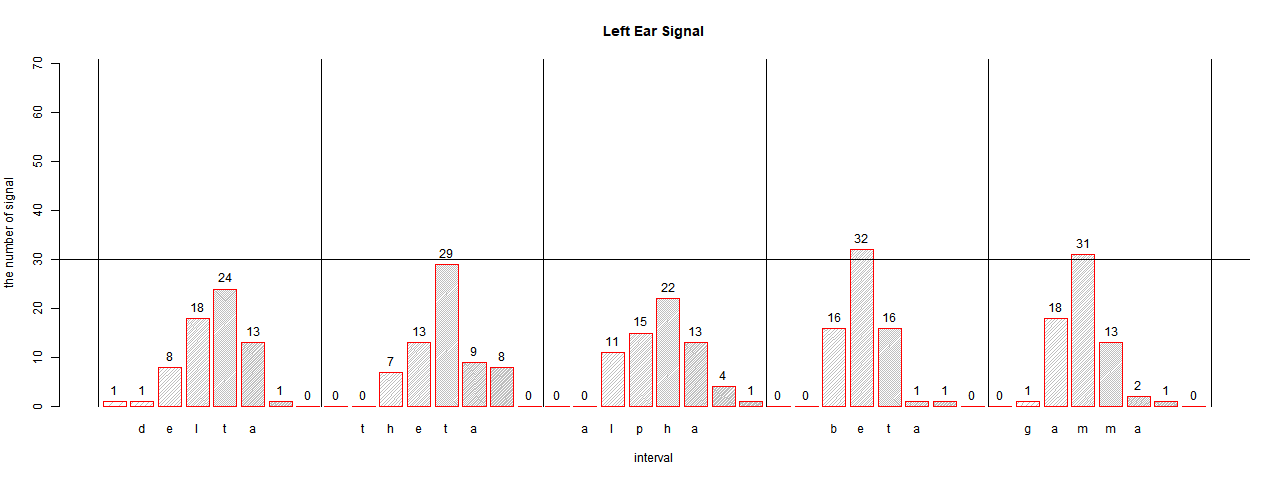 Left Ear Signal
the number of signal
70
60
50
40
30
20
10
0
1 1 8 18 24 13 1 0
0 0 7 13 29 9 8 0
0 0 11 15 22 13 4 1
0 0 16 32 16 1 1 0
0 1 18 31 13 2 1 0
d e l t a t h e t a a l p h a b e t a g a m m a
interval